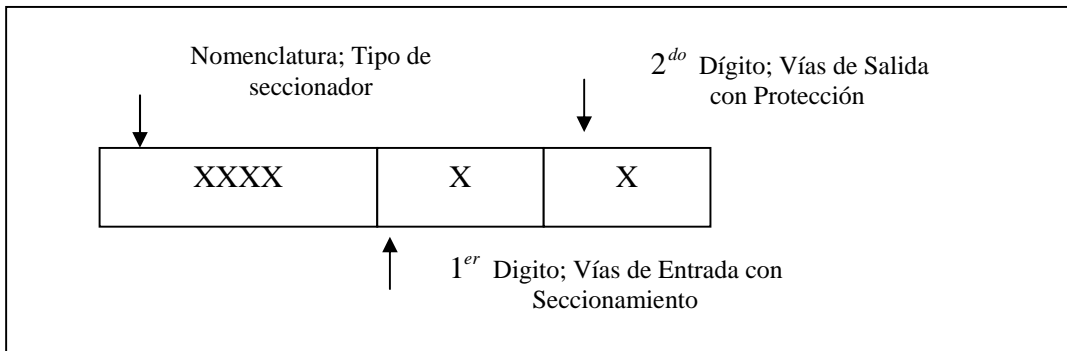 Nomenclatura; Tipo de
seccionador
2do Dígito; Vías de Salida
con Protección
XXXX X X
1er Digito; Vías de Entrada con
Seccionamiento